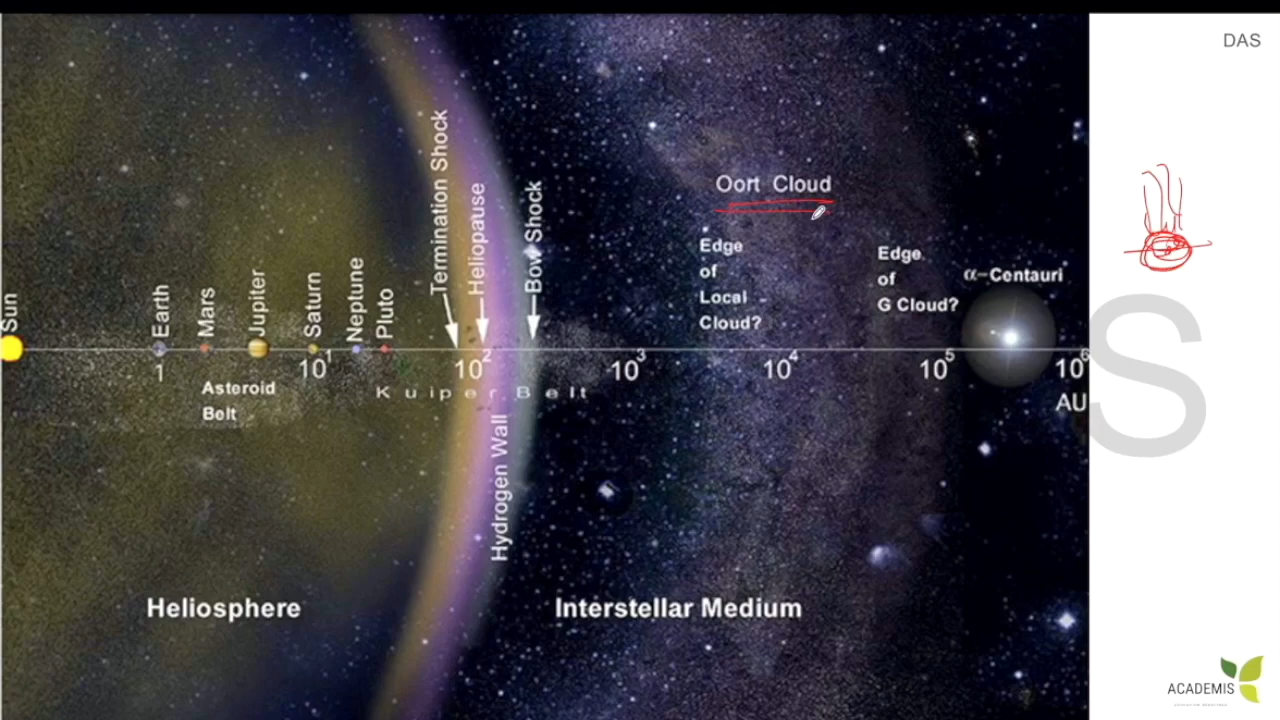 DAS
Oort Cloud
Termination Shock
Heliopause
Bow Shock
Edge
of
Local
Cloud?
Edge
of
G Cloud?
α-Centauri
Sun
Earth
Mars
Jupiter
Saturn
Neptune
Pluto
1
10¹
10²
10³
10⁴
10⁵
10⁶
AU
Asteroid
Belt
Kuiper Belt
Hydrogen Wall
Heliosphere
Interstellar Medium
S
ACADEMIS